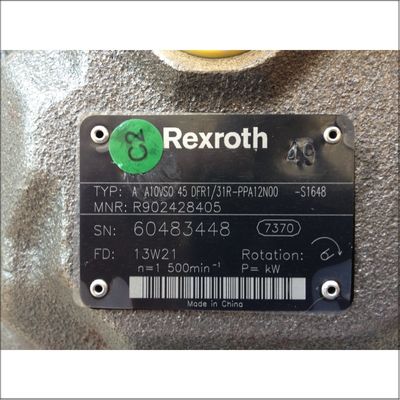 C2
Rexroth
40
TYP: A A10VSO 45 DFR1/31R-PPA12N00 -S1648
MNR: R902428405
SN: 60483448 7370
FD: 13W21 Rotation:
n=1 500min⁻¹ P= kW
Made in China